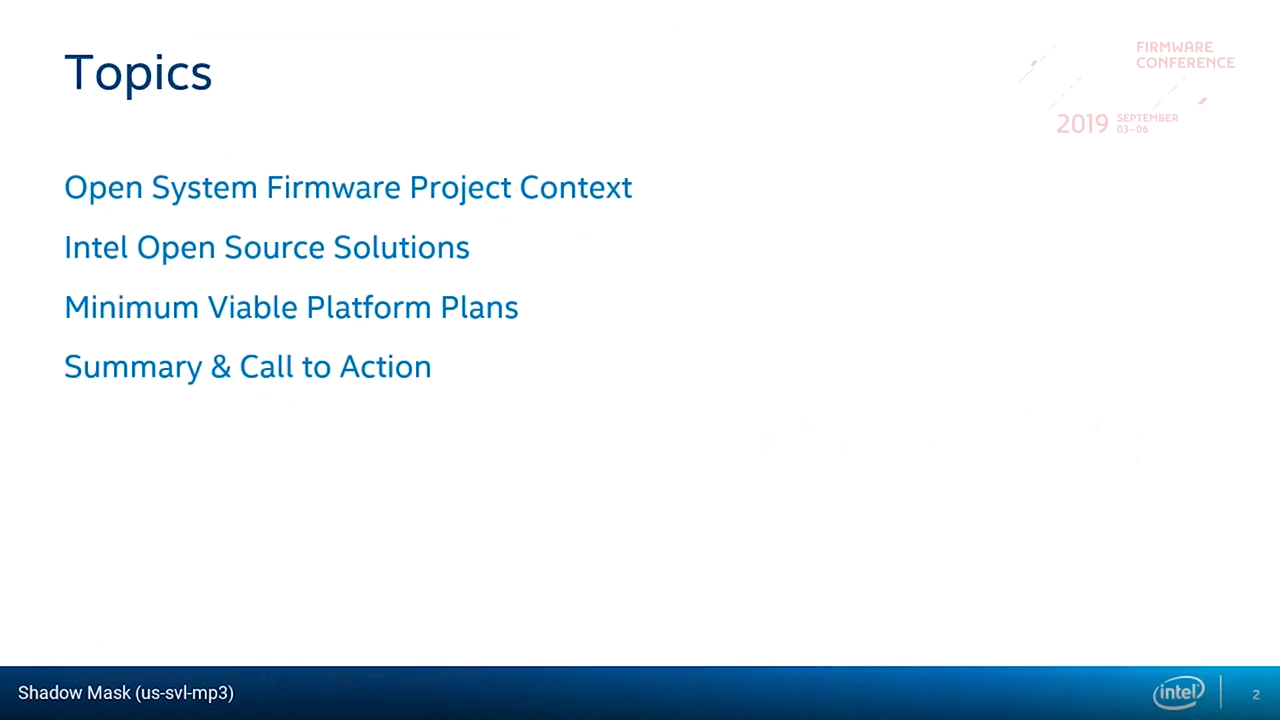 Topics
FIRMWARE
CONFERENCE
2019 SEPTEMBER
03–06
Open System Firmware Project Context
Intel Open Source Solutions
Minimum Viable Platform Plans
Summary & Call to Action
Shadow Mask (us-svl-mp3)
intel
2